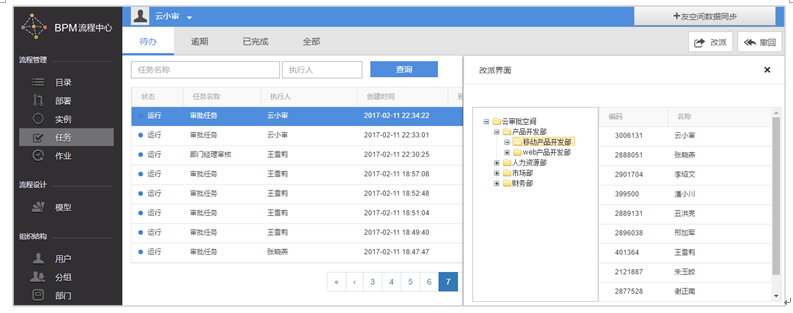 BPM流程中心
云小审
+友空间数据同步
待办 逾期 已完成 全部
改派 撤回
流程管理
目录
部署
实例
任务
作业
流程设计
模型
组织结构
用户
分组
部门
任务名称 执行人 查询
状态 任务名称 执行人 创建时间
运行 审批任务 云小审 2017-02-11 22:34:22
运行 审批任务 云小审 2017-02-11 22:33:01
运行 部门经理审核 王雪莉 2017-02-11 22:30:25
运行 审批任务 王雪莉 2017-02-11 18:57:08
运行 审批任务 王雪莉 2017-02-11 18:52:48
运行 审批任务 王雪莉 2017-02-11 18:51:04
运行 审批任务 王雪莉 2017-02-11 18:49:40
运行 审批任务 张晓燕 2017-02-11 18:47:47
« ‹ 3 4 5 6 7
改派界面 ×
云审批空间
产品开发部
移动产品开发部
web产品开发部
人力资源部
市场部
财务部
编码 名称
3006131 云小审
2888051 张晓燕
2901704 李绍文
399500 潘小川
2889131 丑洪亮
2896038 邢加军
401364 王雪莉
2121887 朱玉姣
2877528 谢正南